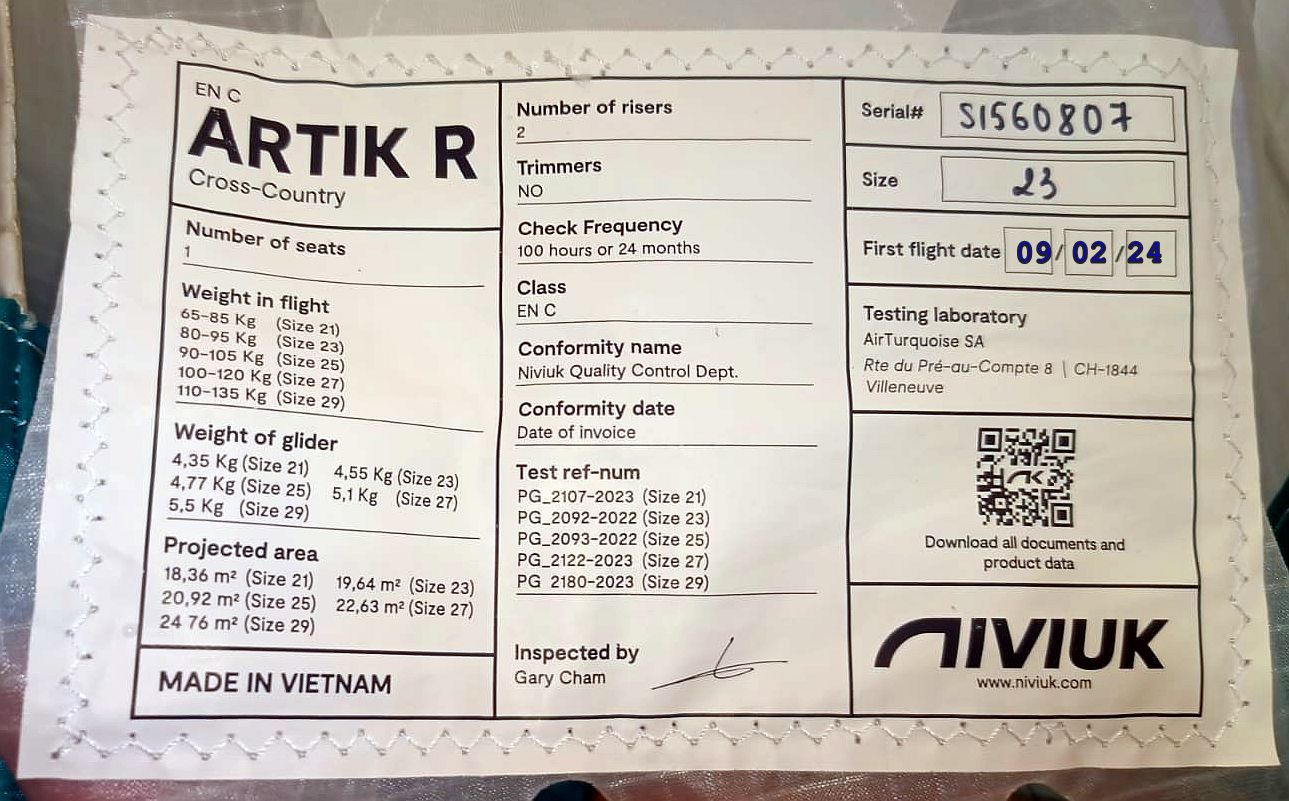 EN C
ARTIK R
Cross-Country
Number of seats
1
Weight in flight
65-85 Kg (Size 21)
80-95 Kg (Size 23)
90-105 Kg (Size 25)
100-120 Kg (Size 27)
110-135 Kg (Size 29)
Weight of glider
4,35 Kg (Size 21) 4,55 Kg (Size 23)
4,77 Kg (Size 25) 5,1 Kg (Size 27)
5,5 Kg (Size 29)
Projected area
18,36 m² (Size 21) 19,64 m² (Size 23)
20,92 m² (Size 25) 22,63 m² (Size 27)
24 76 m² (Size 29)
MADE IN VIETNAM
Number of risers
2
Trimmers
NO
Check Frequency
100 hours or 24 months
Class
EN C
Conformity name
Niviuk Quality Control Dept.
Conformity date
Date of invoice
Test ref-num
PG_2107-2023 (Size 21)
PG_2092-2022 (Size 23)
PG_2093-2022 (Size 25)
PG_2122-2023 (Size 27)
PG 2180-2023 (Size 29)
Inspected by
Gary Cham
Serial# S1560807
Size 23
First flight date 09/02/24
Testing laboratory
AirTurquoise SA
Rte du Pré-au-Compte 8 | CH-1844
Villeneuve
Download all documents and
product data
NIVIUK
www.niviuk.com